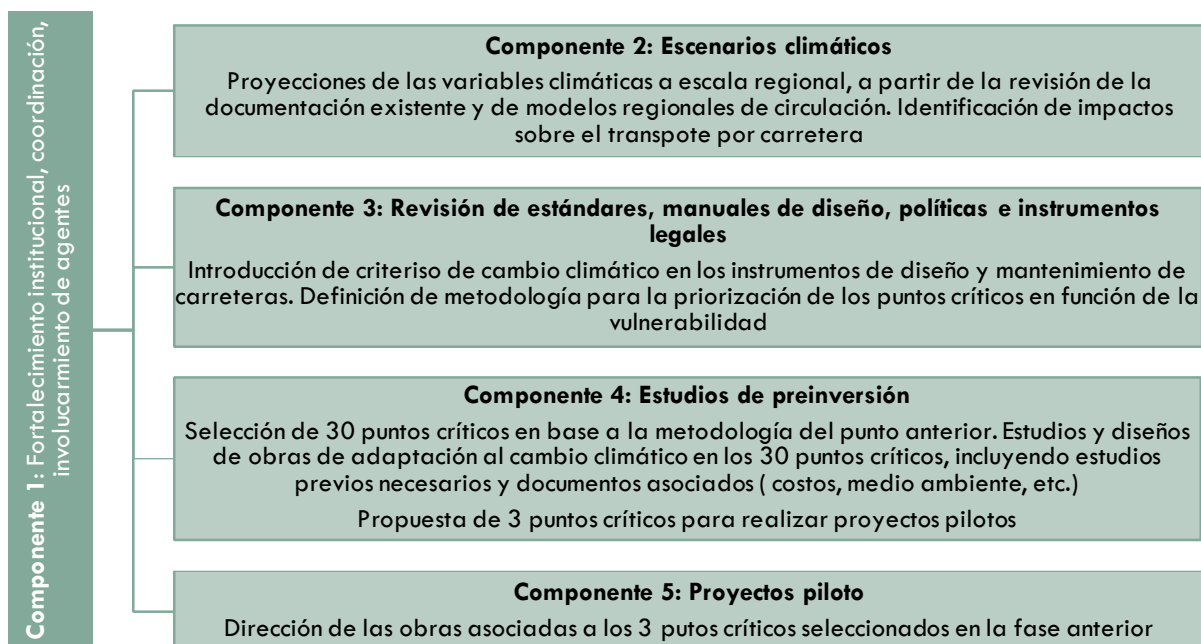 Componente 1: Fortalecimiento institucional, coordinación,
involucarmiento de agentes
Componente 2: Escenarios climáticos
Proyecciones de las variables climáticas a escala regional, a partir de la revisión de la
documentación existente y de modelos regionales de circulación. Identificación de impactos
sobre el transpote por carretera
Componente 3: Revisión de estándares, manuales de diseño, políticas e instrumentos
legales
Introducción de criteriso de cambio climático en los instrumentos de diseño y mantenimiento de
carreteras. Definición de metodología para la priorización de los puntos críticos en función de la
vulnerabilidad
Componente 4: Estudios de preinversión
Selección de 30 puntos críticos en base a la metodología del punto anterior. Estudios y diseños
de obras de adaptación al cambio climático en los 30 puntos críticos, incluyendo estudios
previos necesarios y documentos asociados ( costos, medio ambiente, etc.)
Propuesta de 3 puntos críticos para realizar proyectos pilotos
Componente 5: Proyectos piloto
Dirección de las obras asociadas a los 3 putos críticos seleccionados en la fase anterior